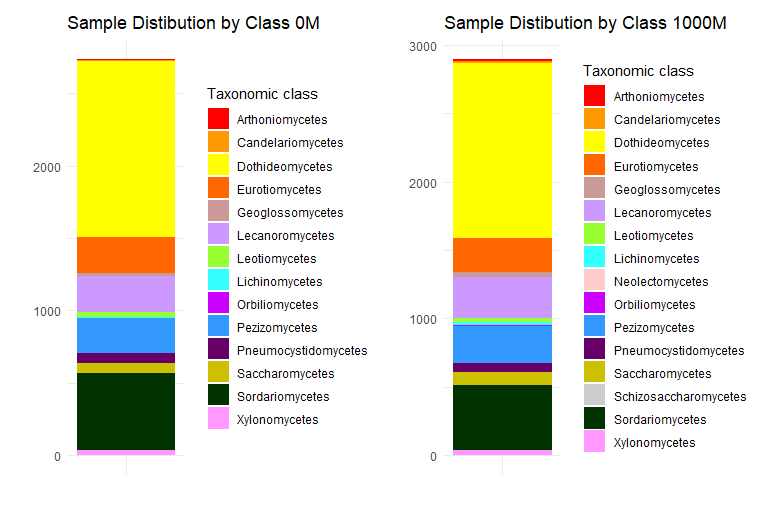 Sample Distibution by Class 0M
2000
1000
0
Taxonomic class
Arthoniomycetes
Candelariomycetes
Dothideomycetes
Eurotiomycetes
Geoglossomycetes
Lecanoromycetes
Leotiomycetes
Lichinomycetes
Orbiliomycetes
Pezizomycetes
Pneumocystidomycetes
Saccharomycetes
Sordariomycetes
Xylonomycetes
Sample Distibution by Class 1000M
3000
2000
1000
0
Taxonomic class
Arthoniomycetes
Candelariomycetes
Dothideomycetes
Eurotiomycetes
Geoglossomycetes
Lecanoromycetes
Leotiomycetes
Lichinomycetes
Neolectomycetes
Orbiliomycetes
Pezizomycetes
Pneumocystidomycetes
Saccharomycetes
Schizosaccharomycetes
Sordariomycetes
Xylonomycetes